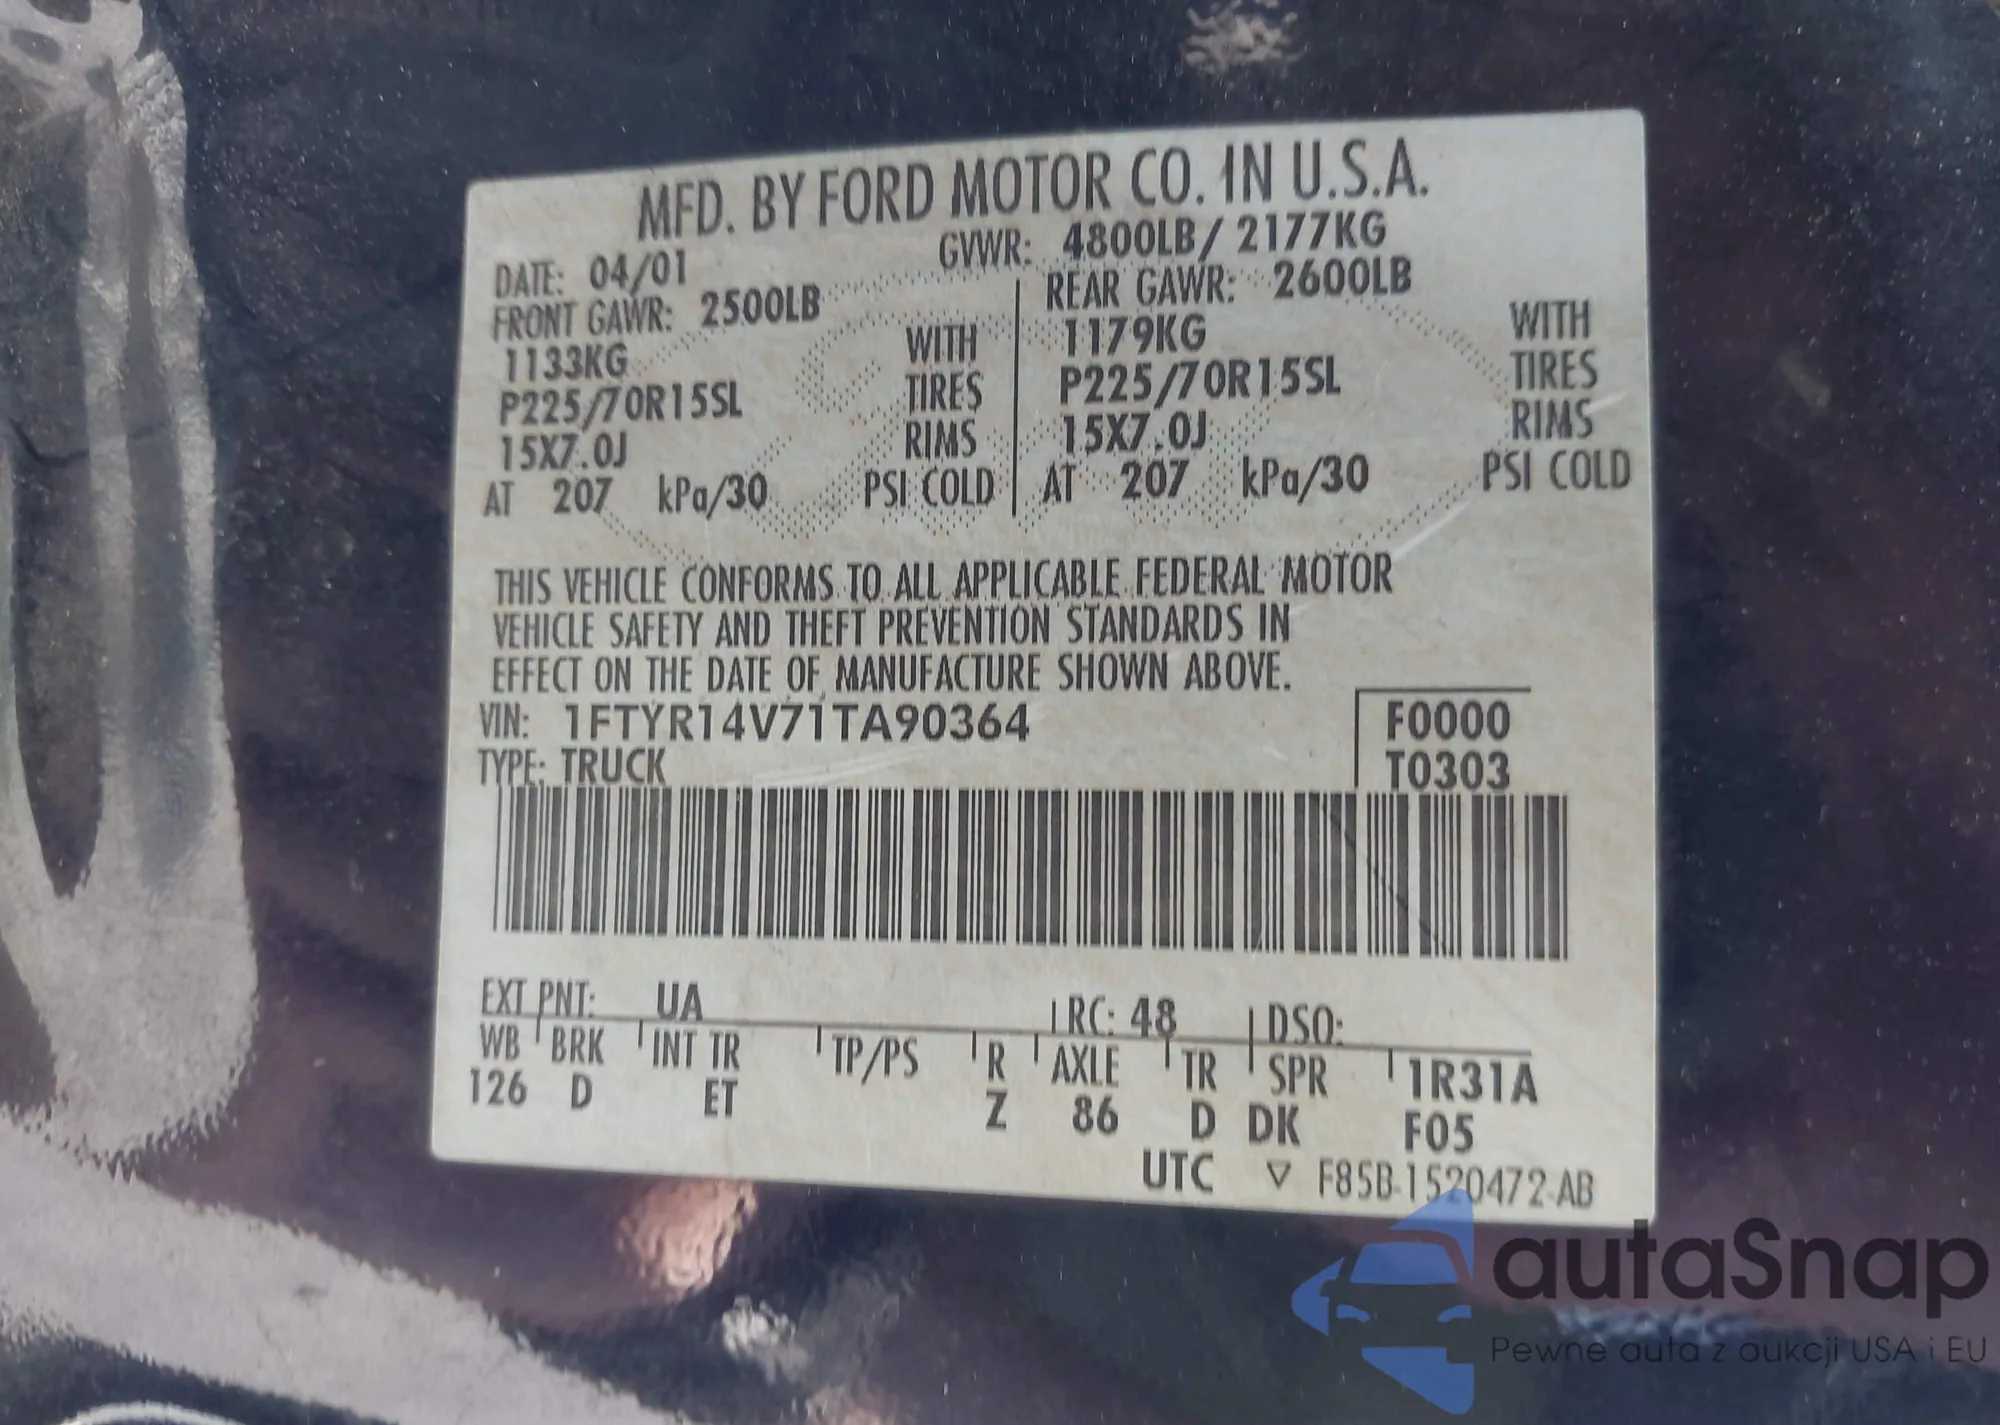 MFD. BY FORD MOTOR CO. IN U.S.A.
DATE: 04/01 GVWR: 4800LB/ 2177KG
FRONT GAWR: 2500LB REAR GAWR: 2600LB
1133KG WITH 1179KG WITH
P225/70R15SL TIRES P225/70R15SL TIRES
15X7.0J RIMS 15X7.0J RIMS
AT 207 kPa/30 PSI COLD AT 207 kPa/30 PSI COLD
THIS VEHICLE CONFORMS TO ALL APPLICABLE FEDERAL MOTOR
VEHICLE SAFETY AND THEFT PREVENTION STANDARDS IN
EFFECT ON THE DATE OF MANUFACTURE SHOWN ABOVE.
VIN: 1FTYR14V71TA90364 F0000
TYPE: TRUCK T0303
EXT PNT: UA RC: 48 DSO:
WB BRK INT TR TP/PS R AXLE TR SPR 1R31A
126 D ET Z 86 D DK F05
UTC ▽ F85B-1520472-AB
autaSnap
Pewne auta z aukcji USA i EU